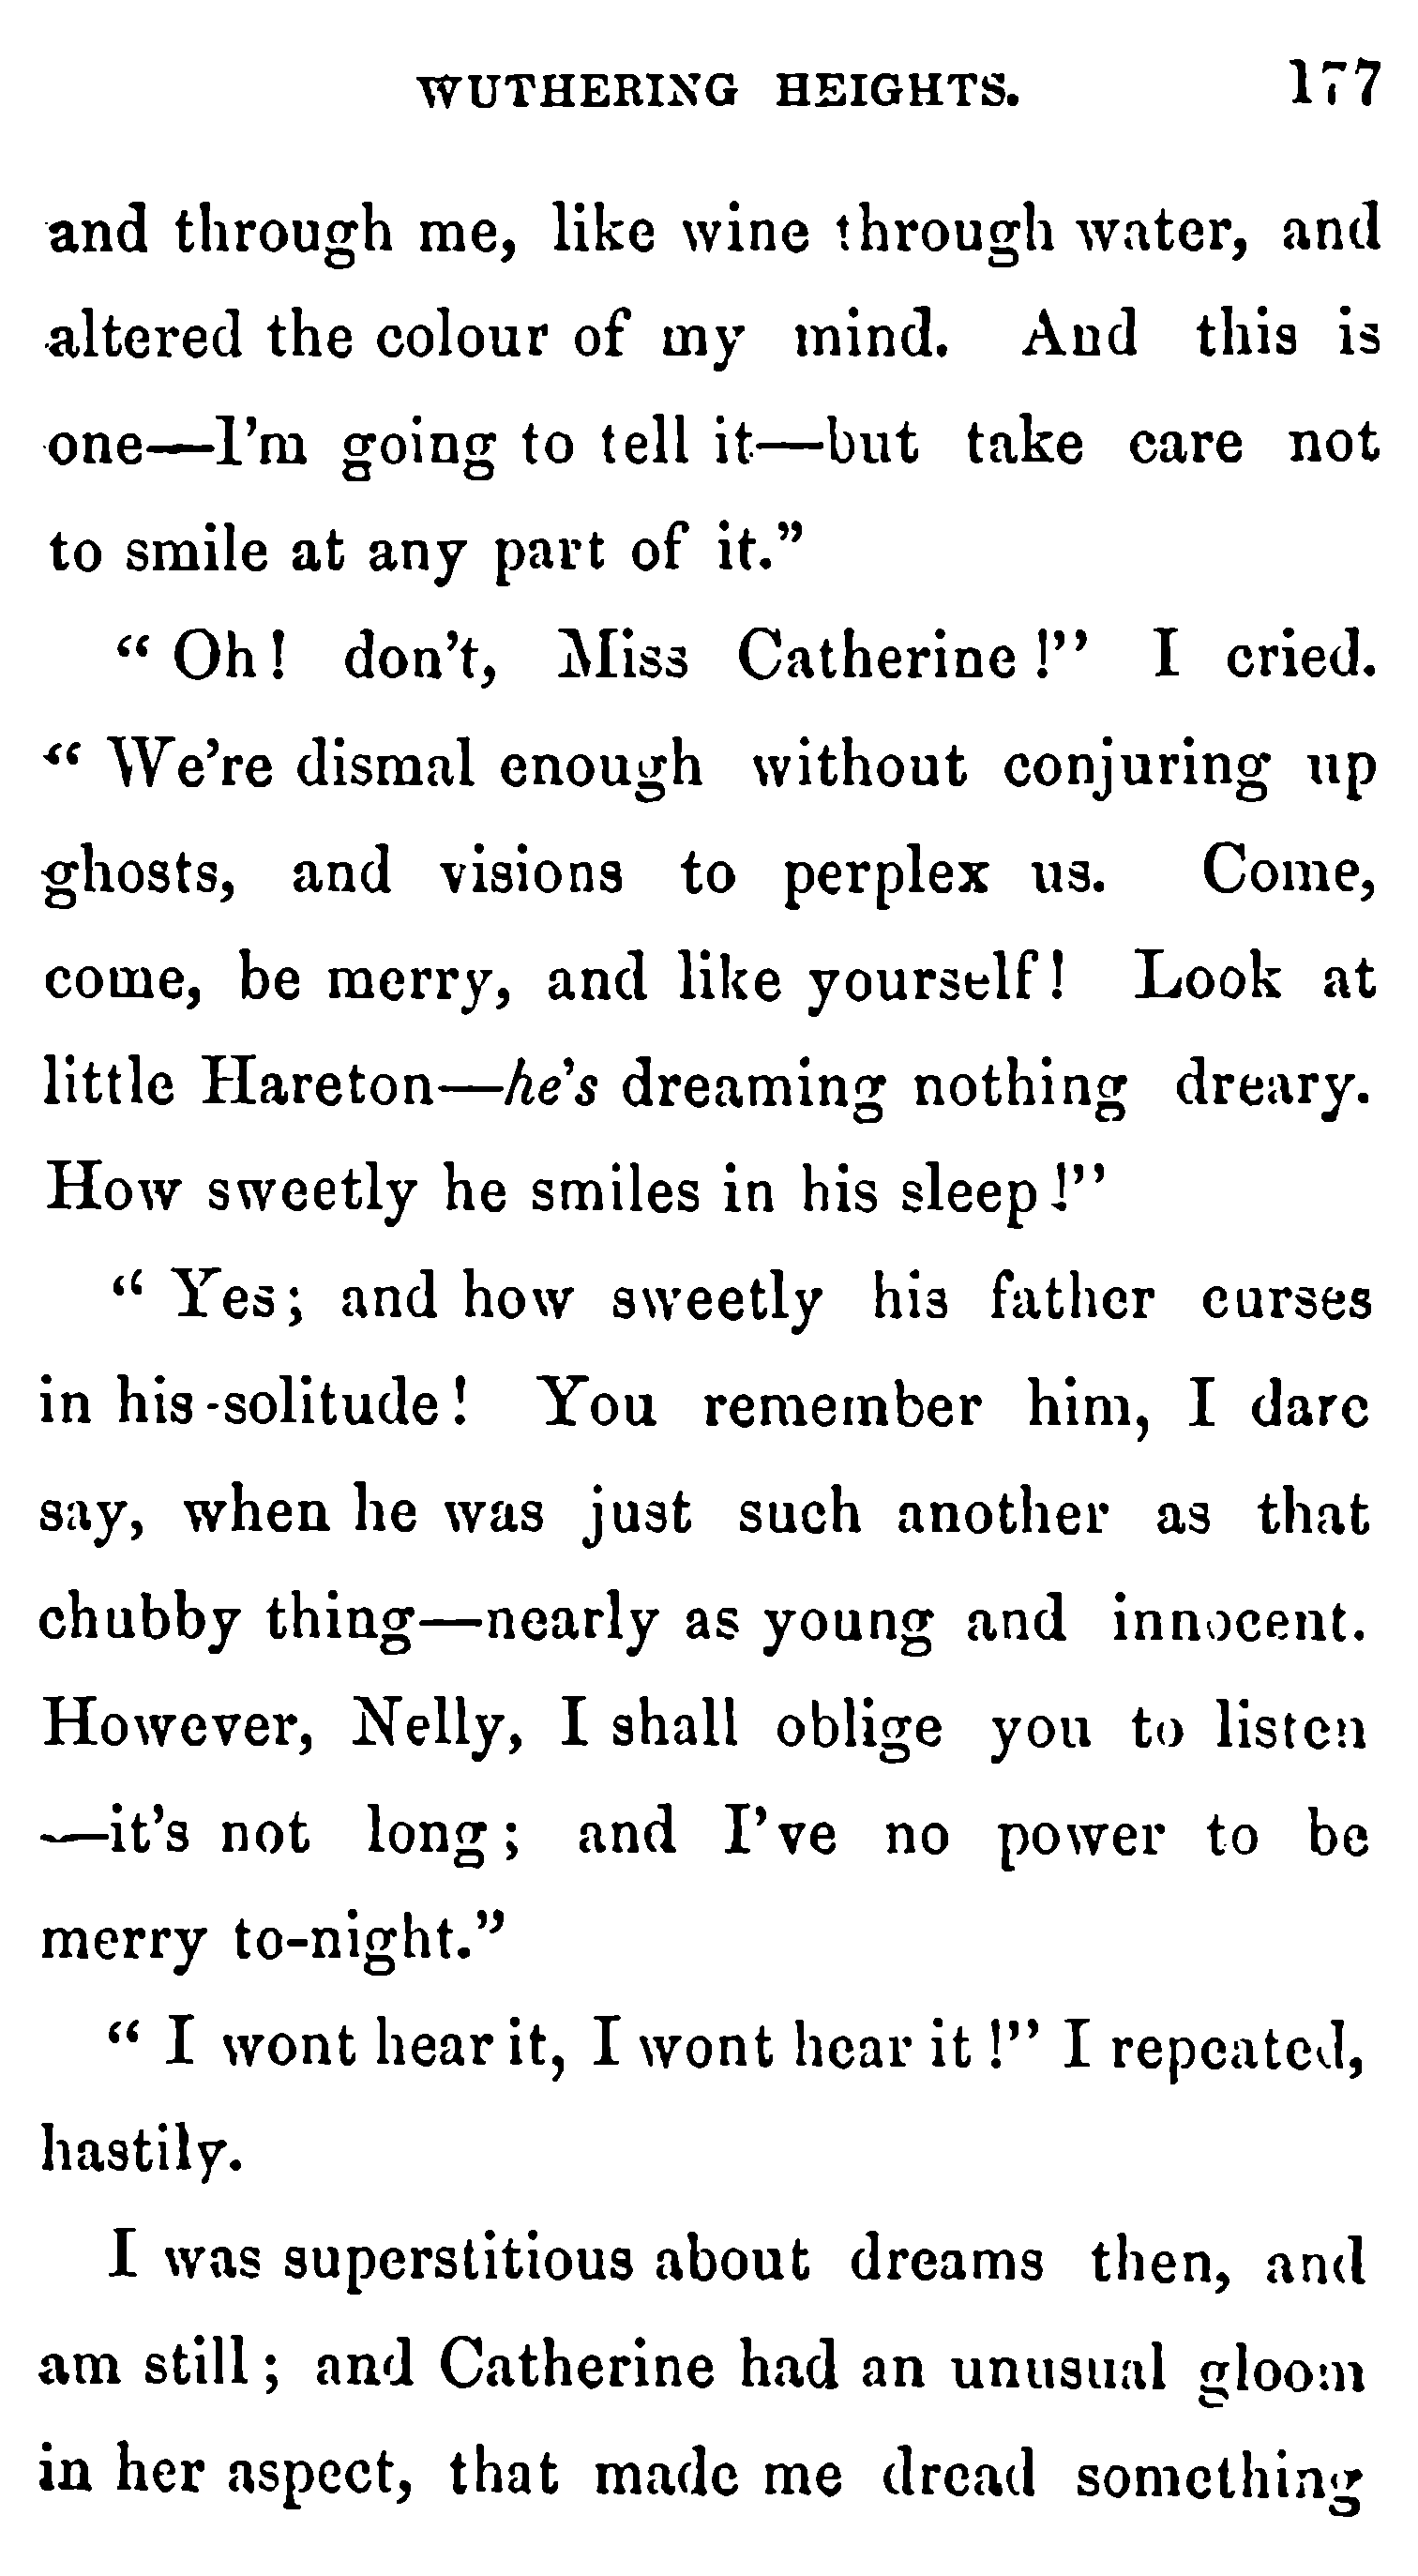 WUTHERING HEIGHTS. 177
and through me, like wine through water, and
altered the colour of my mind. And this is
one—I'm going to tell it—but take care not
to smile at any part of it.”
“ Oh! don't, Miss Catherine !” I cried.
“ We're dismal enough without conjuring up
ghosts, and visions to perplex us. Come,
come, be merry, and like yourself! Look at
little Hareton—he's dreaming nothing dreary.
How sweetly he smiles in his sleep !”
“ Yes; and how sweetly his father curses
in his solitude! You remember him, I dare
say, when he was just such another as that
chubby thing—nearly as young and innocent.
However, Nelly, I shall oblige you to listen
—it's not long; and I've no power to be
merry to-night.”
“ I wont hear it, I wont hear it !” I repeated,
hastily.
I was superstitious about dreams then, and
am still; and Catherine had an unusual gloom
in her aspect, that made me dread something